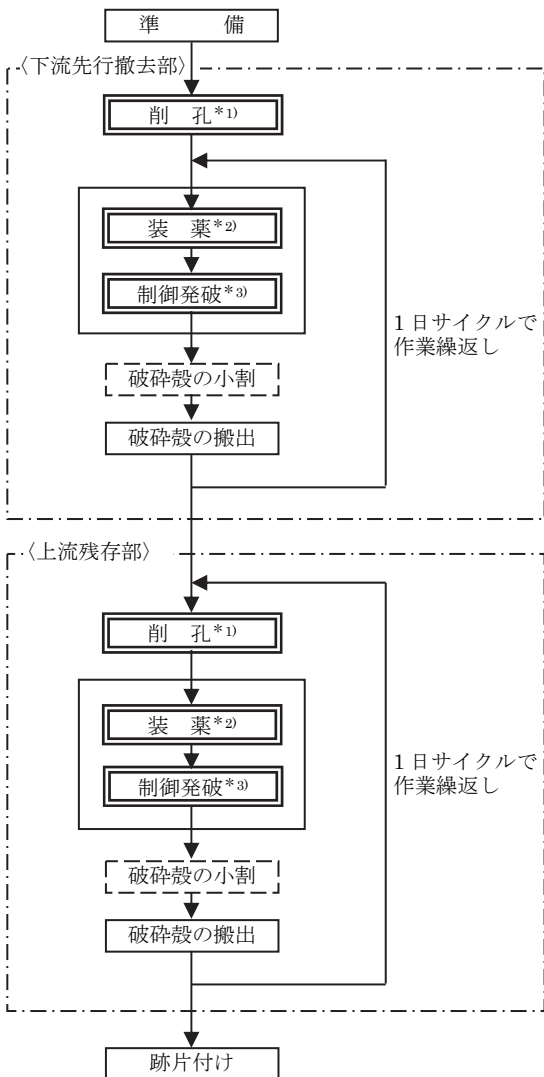 準　備
〈下流先行撤去部〉
削　孔*1)
装　薬*2)
制御発破*3)
1日サイクルで
作業繰返し
破砕殻の小割
破砕殻の搬出
〈上流残存部〉
削　孔*1)
装　薬*2)
制御発破*3)
1日サイクルで
作業繰返し
破砕殻の小割
破砕殻の搬出
跡片付け